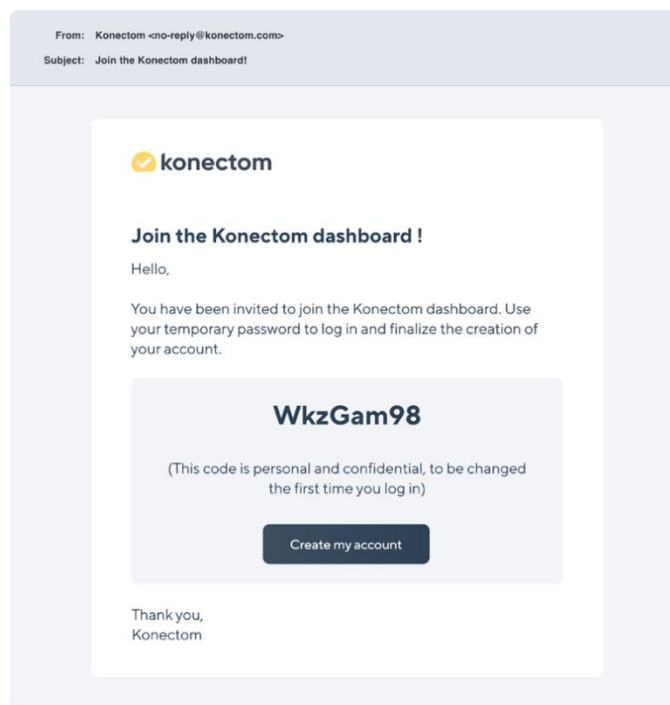 From: Konectom <no-reply@konectom.com>
Subject: Join the Konectom dashboard!
konectom
Join the Konectom dashboard !
Hello,
You have been invited to join the Konectom dashboard. Use
your temporary password to log in and finalize the creation of
your account.
WkzGam98
(This code is personal and confidential, to be changed
the first time you log in)
Create my account
Thank you,
Konectom